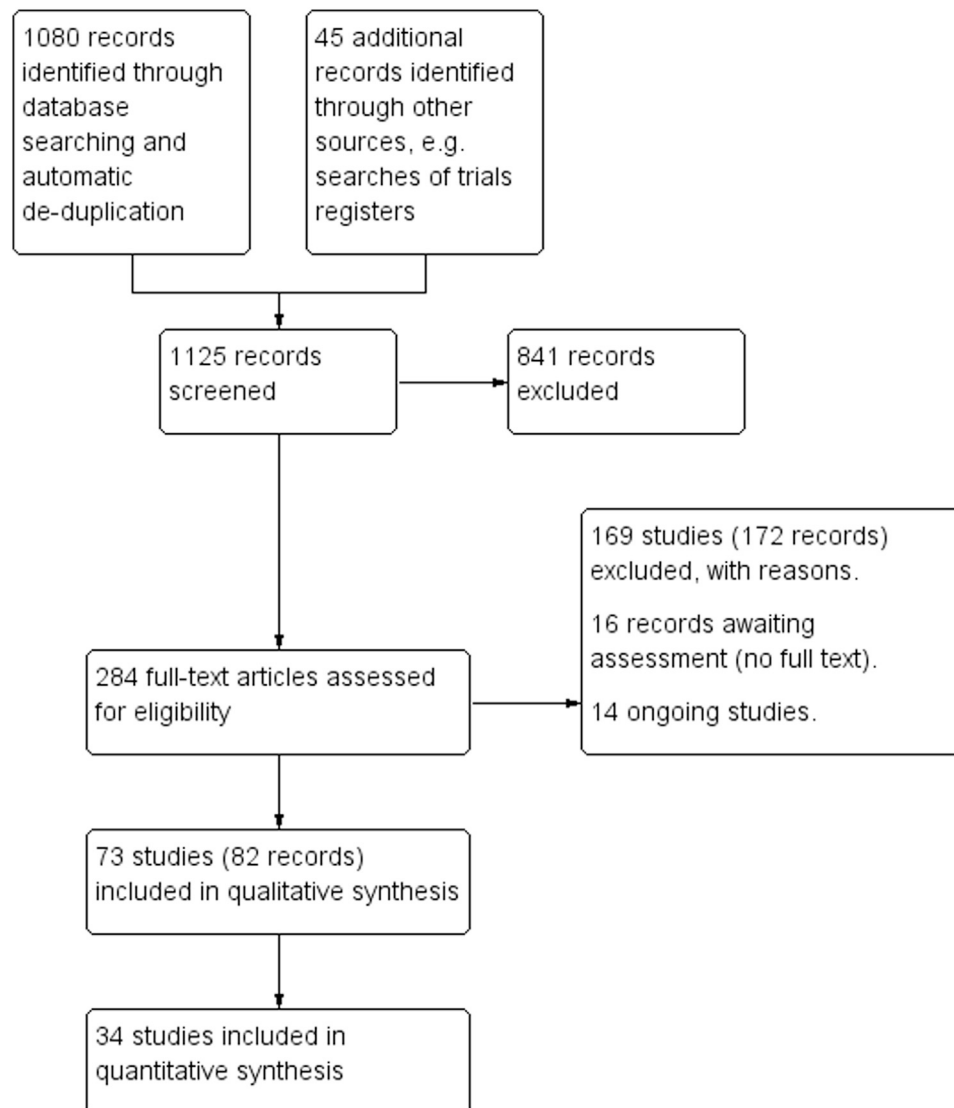 1080 records
identified through
database
searching and
automatic
de-duplication
45 additional
records identified
through other
sources, e.g.
searches of trials
registers
1125 records
screened
841 records
excluded
169 studies (172 records)
excluded, with reasons.
16 records awaiting
assessment (no full text).
14 ongoing studies.
284 full-text articles assessed
for eligibility
73 studies (82 records)
included in qualitative synthesis
34 studies included in
quantitative synthesis